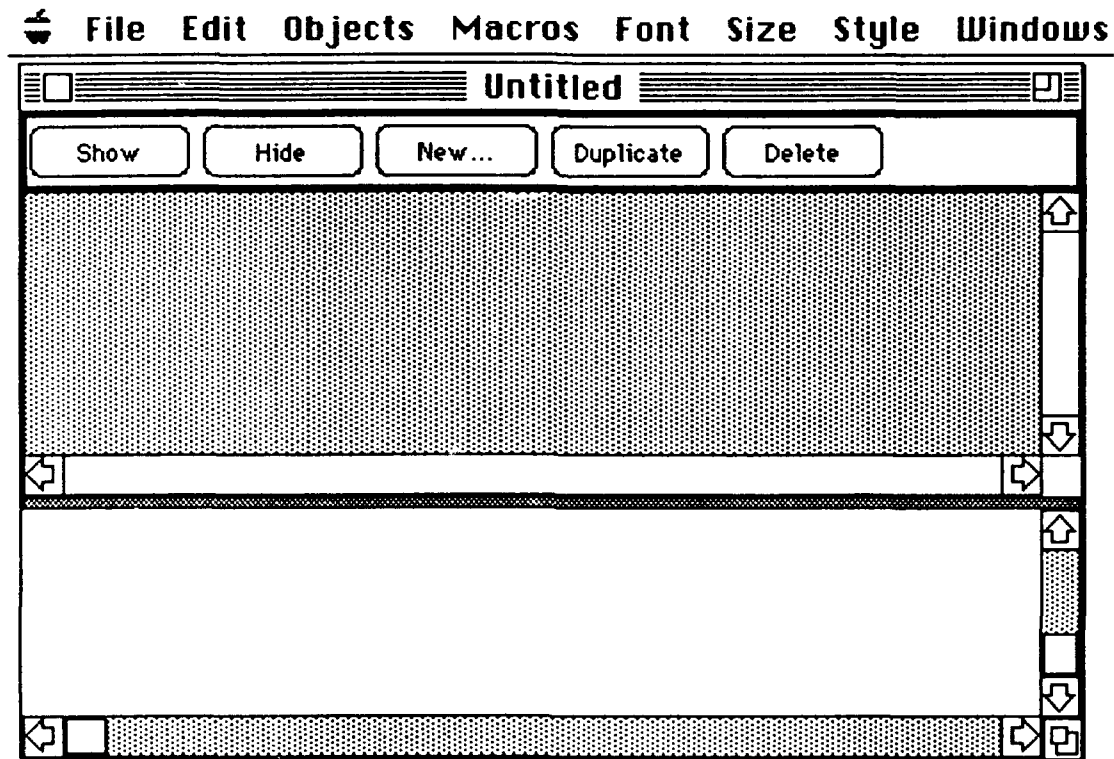 File Edit Objects Macros Font Size Style Windows
Untitled
Show Hide New... Duplicate Delete